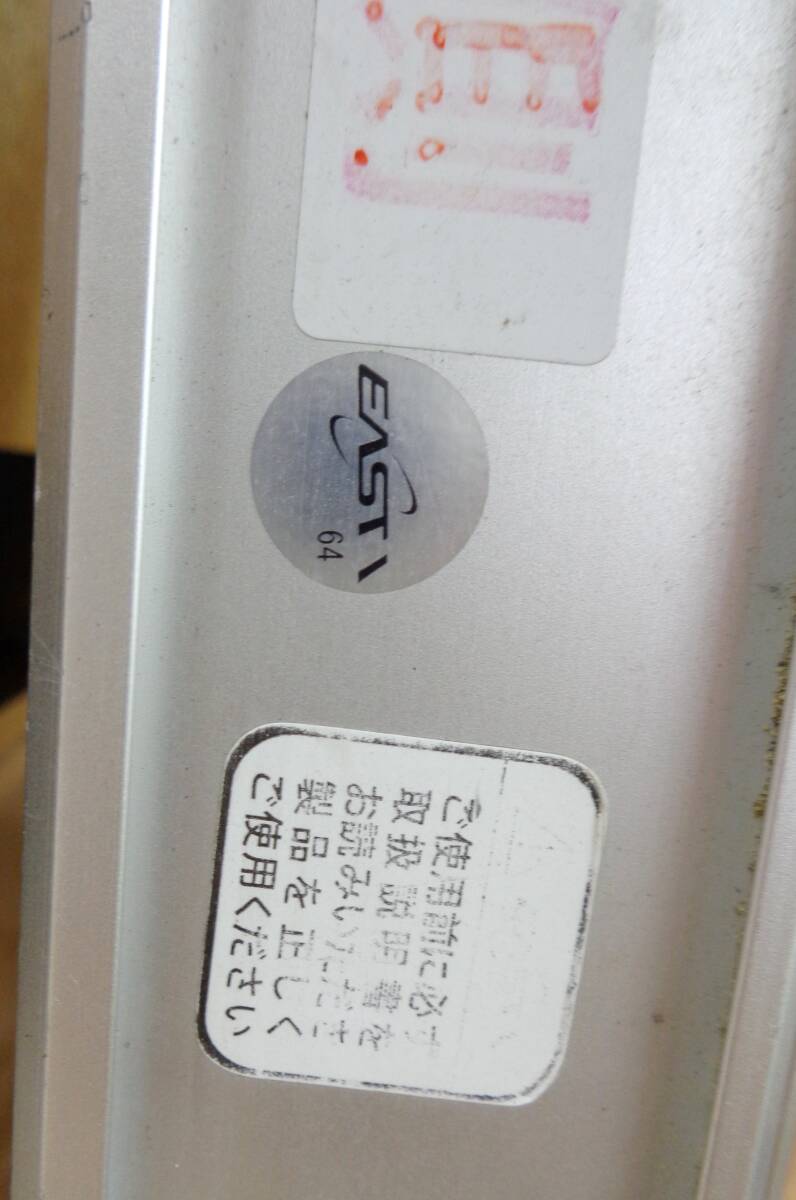 EAST i
64
ご使用前に必ず
取扱説明書を
お読みいただき
製品を正しく
ご使用ください